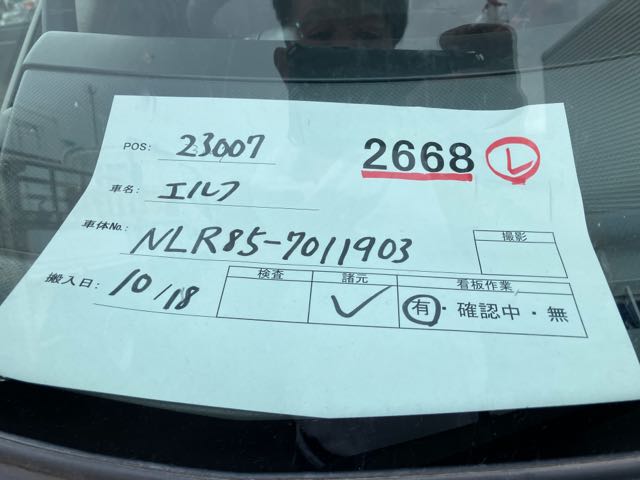 POS: 23007 2668 レ
車名: エルフ
車体No. NLR85-7011903
撮影
搬入日: 10/18 検査 諸元 看板作業
✓ 有・確認中・無